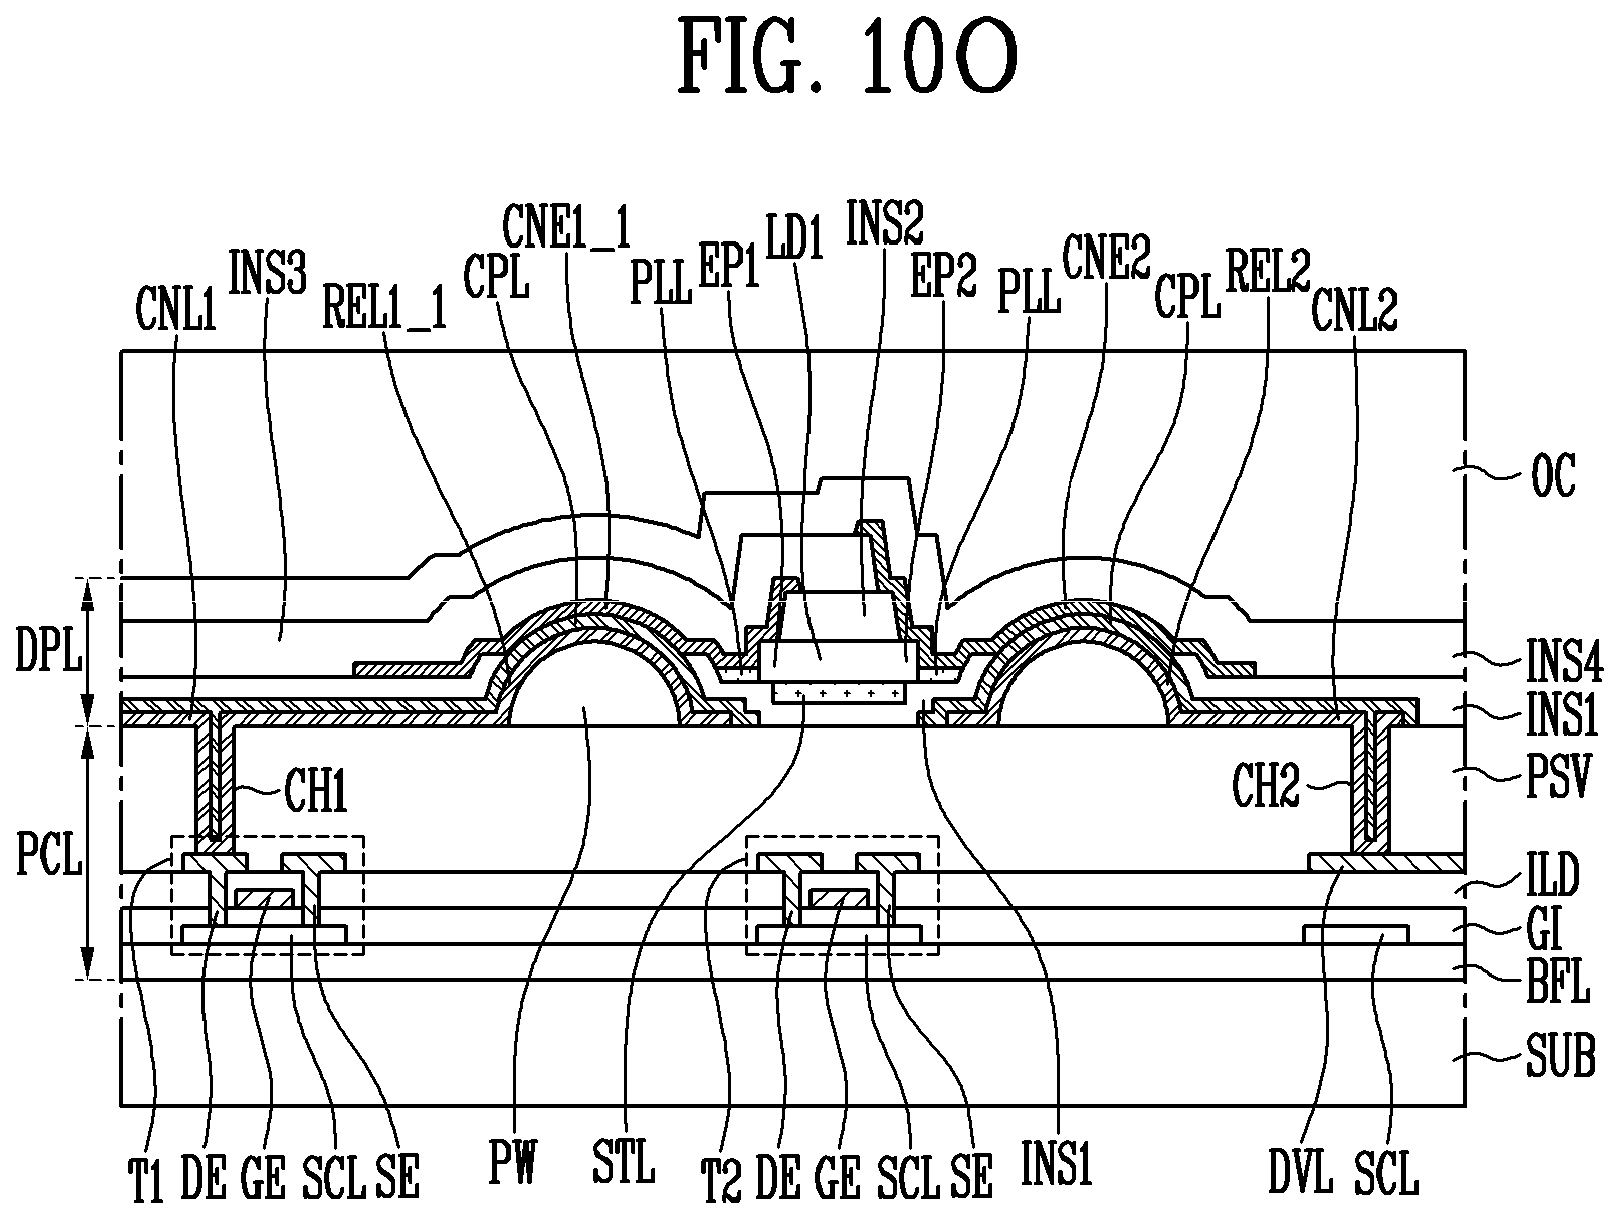 FIG. 10O
CNL1
INS3
REL1_1
CPL
CNE1_1
PLL
EP1
LD1
INS2
EP2
PLL
CNE2
CPL
REL2
CNL2
OC
DPL
INS4
INS1
PSV
CH1
CH2
PCL
ILD
GI
BFL
SUB
T1
DE
GE
SCL
SE
PW
STL
T2
DE
GE
SCL
SE
INS1
DVL
SCL